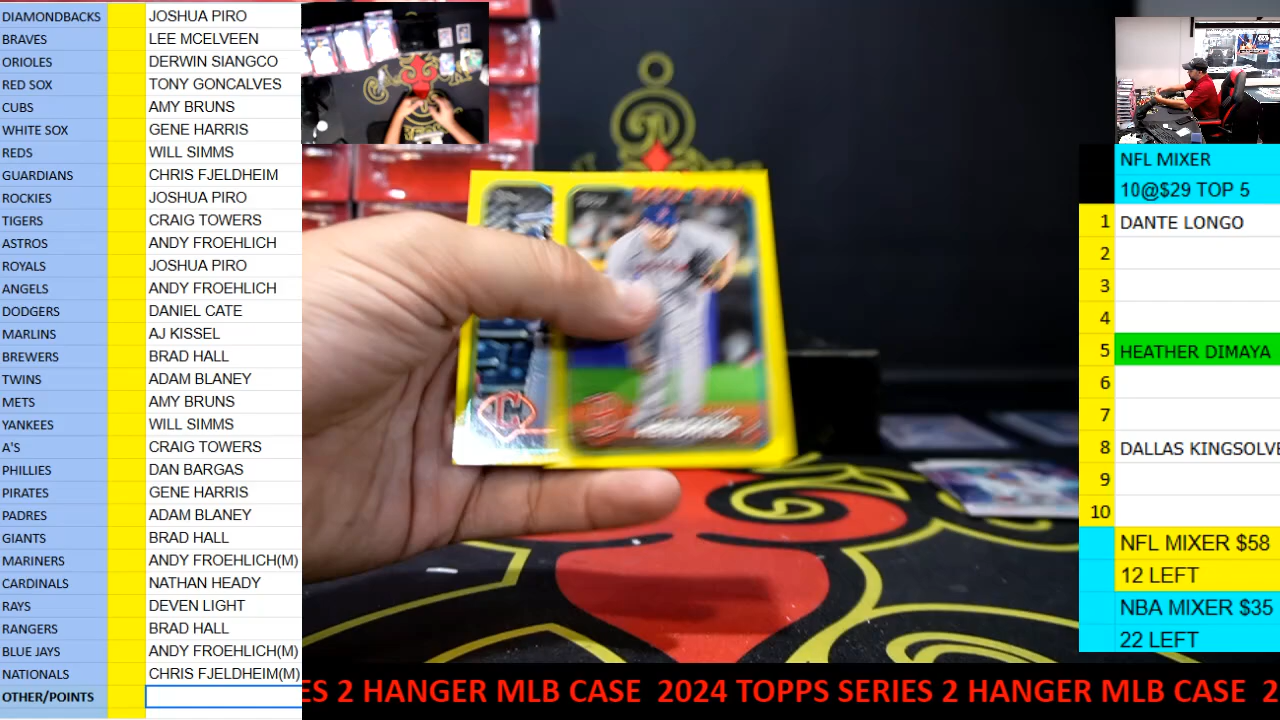 DIAMONDBACKS JOSHUA PIRO
BRAVES LEE MCELVEEN
ORIOLES DERWIN SIANGCO
RED SOX TONY GONCALVES
CUBS AMY BRUNS
WHITE SOX GENE HARRIS
REDS WILL SIMMS
GUARDIANS CHRIS FJELDHEIM
ROCKIES JOSHUA PIRO
TIGERS CRAIG TOWERS
ASTROS ANDY FROEHLICH
ROYALS JOSHUA PIRO
ANGELS ANDY FROEHLICH
DODGERS DANIEL CATE
MARLINS AJ KISSEL
BREWERS BRAD HALL
TWINS ADAM BLANEY
METS AMY BRUNS
YANKEES WILL SIMMS
A'S CRAIG TOWERS
PHILLIES DAN BARGAS
PIRATES GENE HARRIS
PADRES ADAM BLANEY
GIANTS BRAD HALL
MARINERS ANDY FROEHLICH(M)
CARDINALS NATHAN HEADY
RAYS DEVEN LIGHT
RANGERS BRAD HALL
BLUE JAYS ANDY FROEHLICH(M)
NATIONALS CHRIS FJELDHEIM(M)
OTHER/POINTS
NFL MIXER
10@$29 TOP 5
1 DANTE LONGO
2
3
4
5 HEATHER DIMAYA
6
7
8 DALLAS KINGSOLVE
9
10
NFL MIXER $58
12 LEFT
NBA MIXER $35
22 LEFT
ES 2 HANGER MLB CASE 2024 TOPPS SERIES 2 HANGER MLB CASE 2